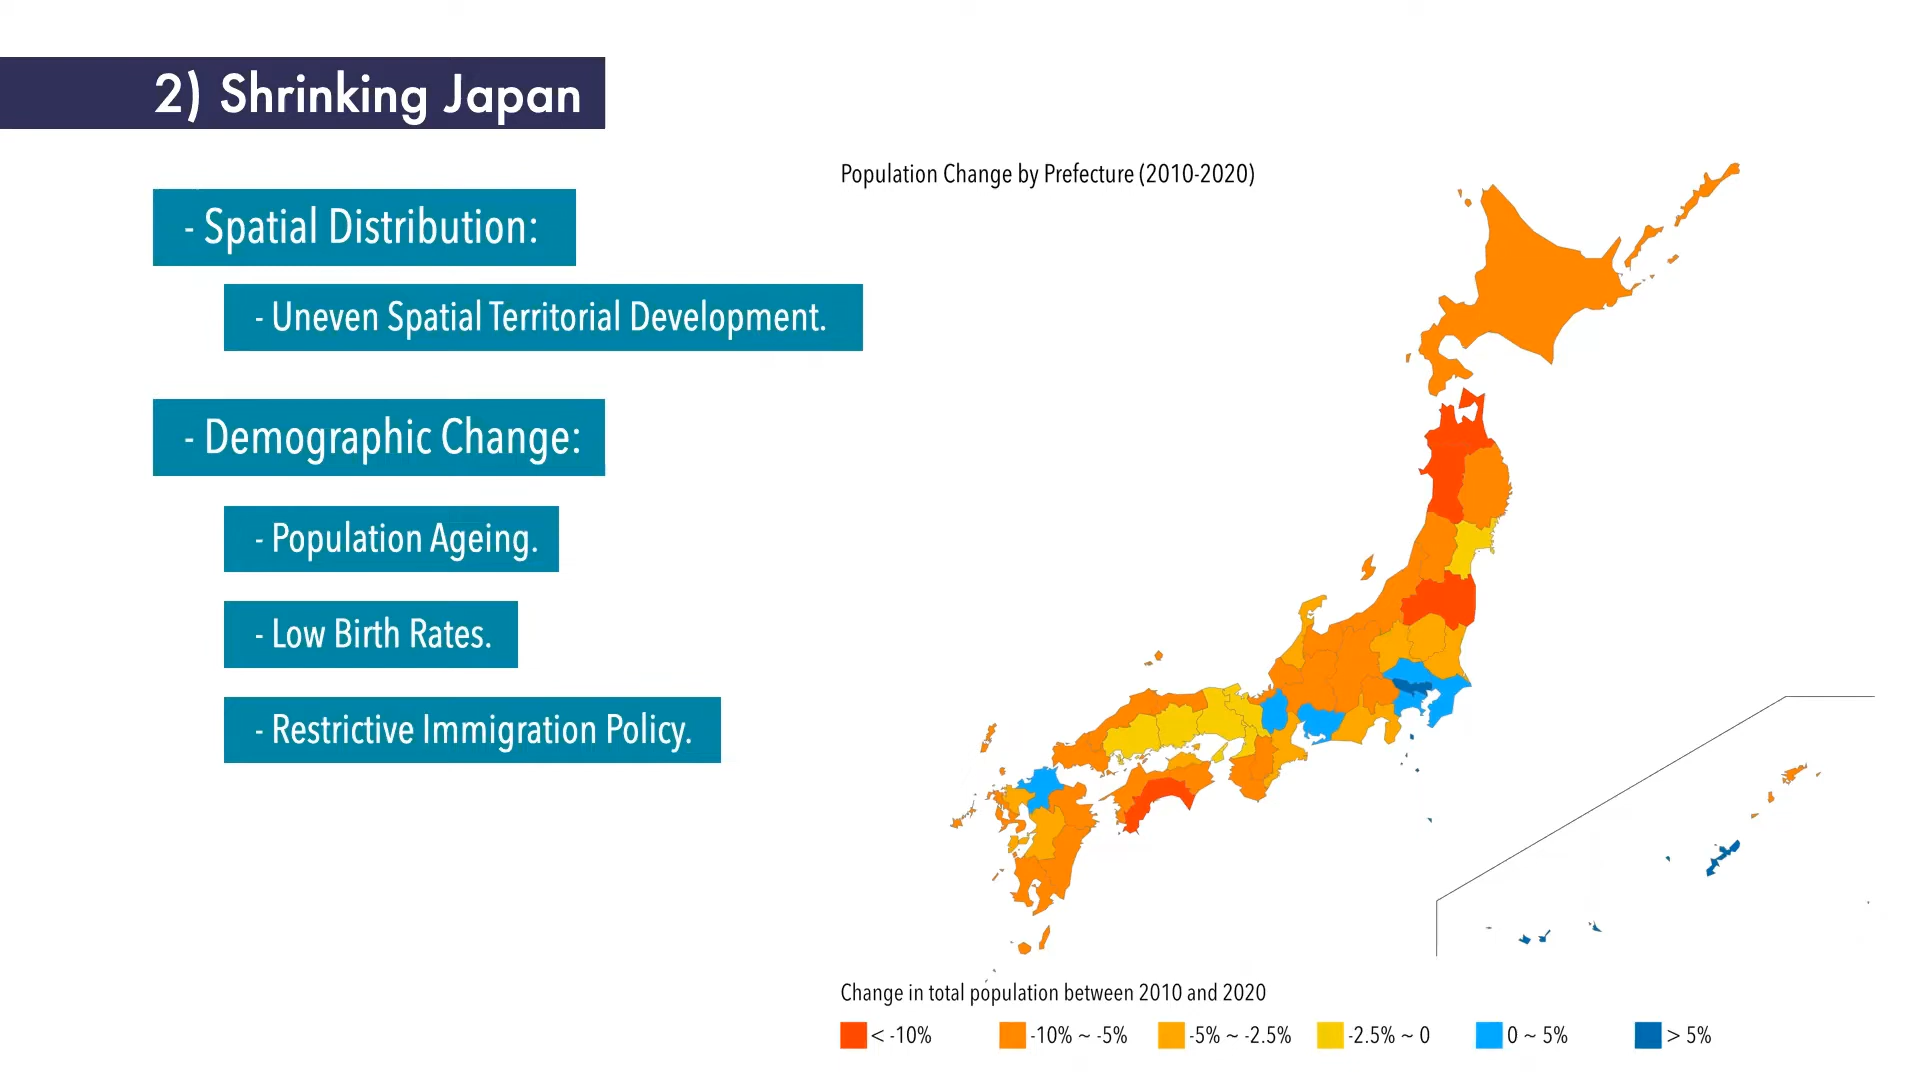 2) Shrinking Japan
- Spatial Distribution:
- Uneven Spatial Territorial Development.
- Demographic Change:
- Population Ageing.
- Low Birth Rates.
- Restrictive Immigration Policy.
Population Change by Prefecture (2010-2020)
Change in total population between 2010 and 2020
< -10%
-10% ~ -5%
-5% ~ -2.5%
-2.5% ~ 0
0 ~ 5%
> 5%